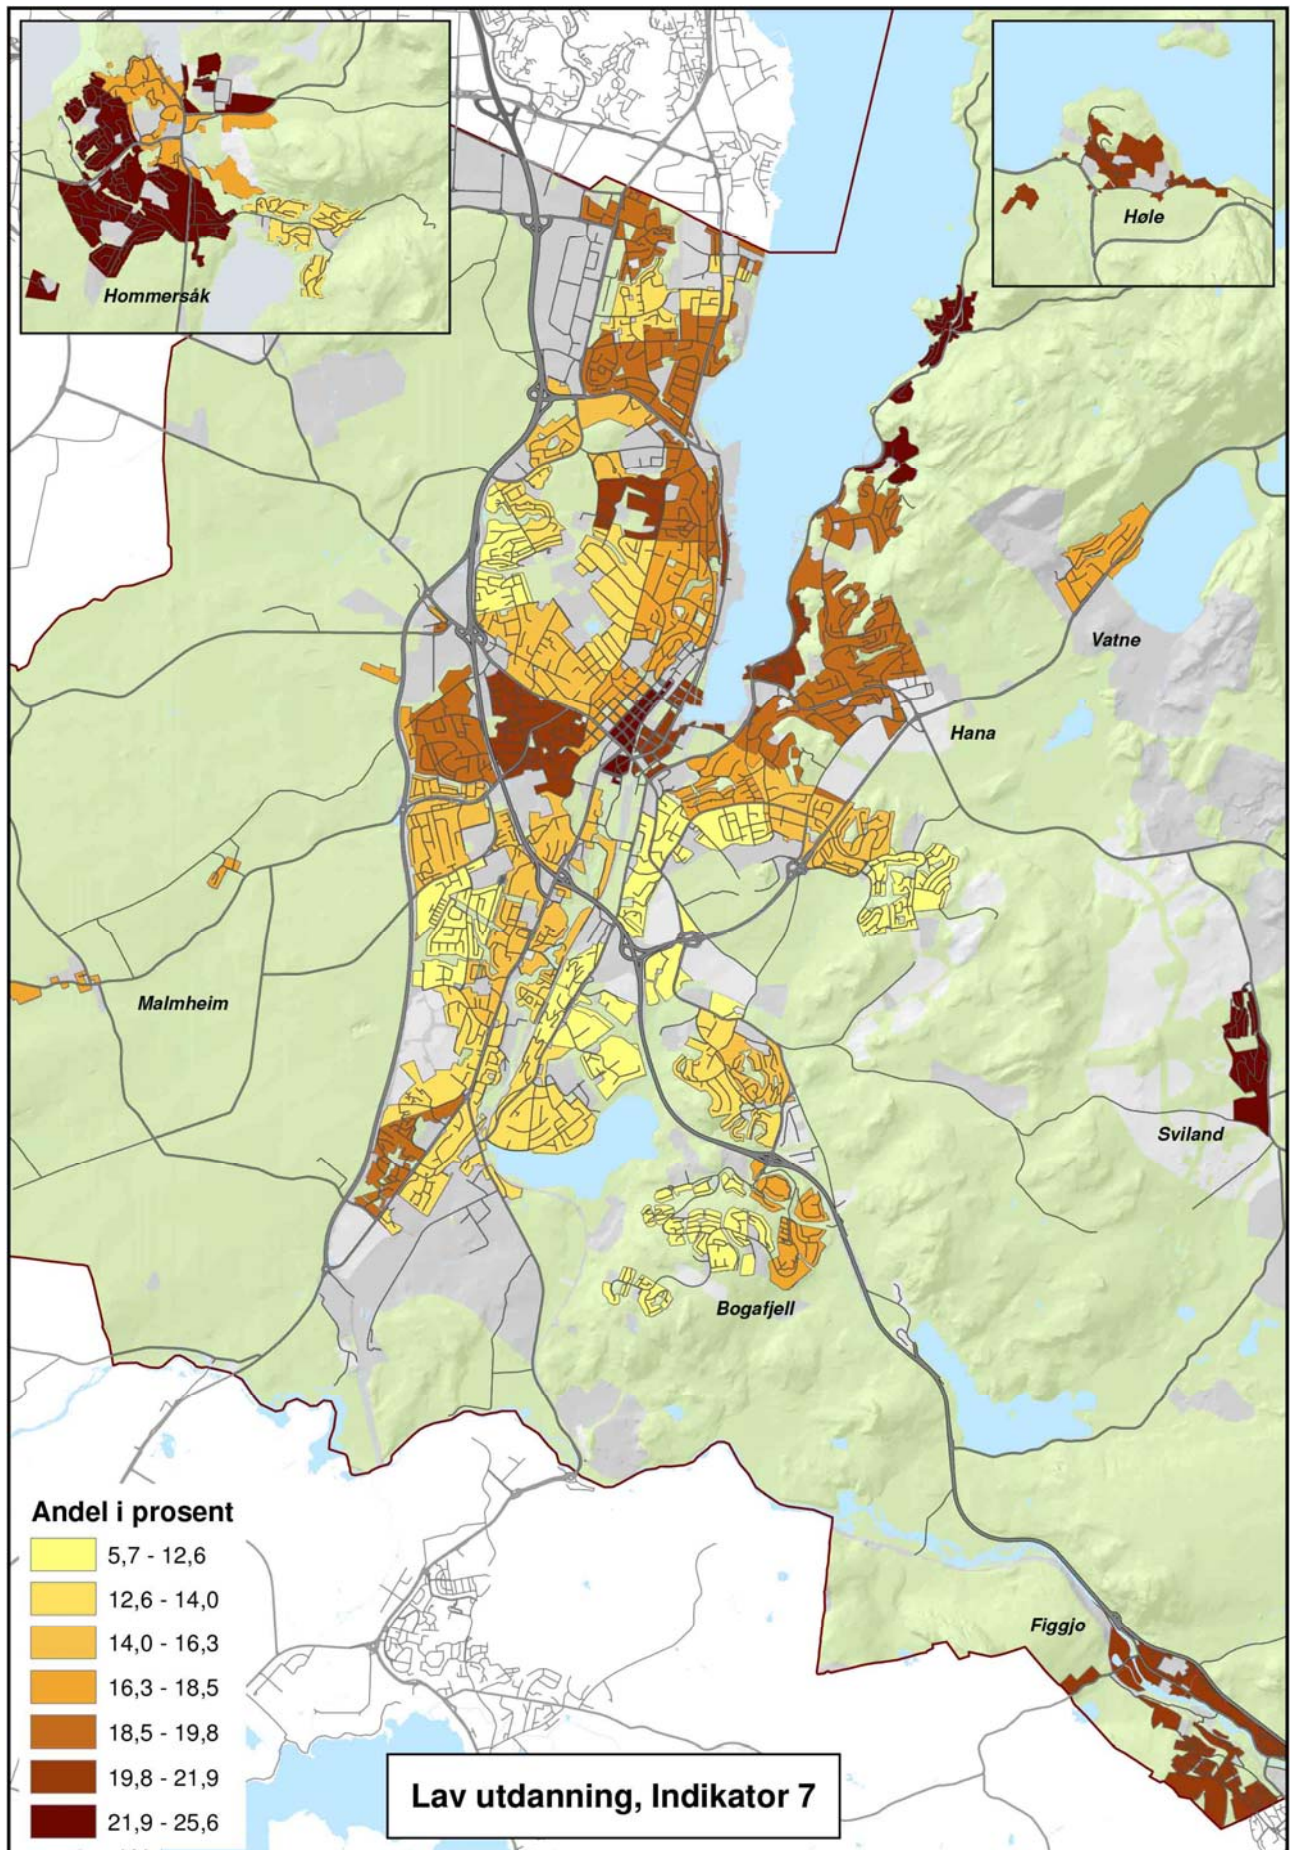 Hommersåk
Høle
Vatne
Hana
Malmheim
Sviland
Bogafjell
Figgjo
Andel i prosent
5,7 - 12,6
12,6 - 14,0
14,0 - 16,3
16,3 - 18,5
18,5 - 19,8
19,8 - 21,9
21,9 - 25,6
Lav utdanning, Indikator 7